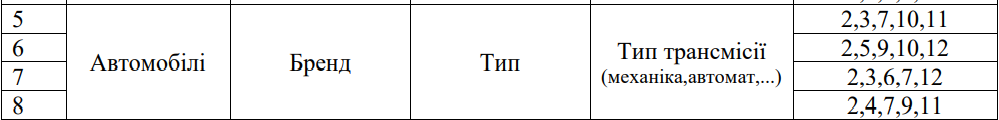 5 2,3,7,10,11
6 2,5,9,10,12
Автомобілі Бренд Тип Тип трансмісії
(механіка,автомат,...)
7 2,3,6,7,12
8 2,4,7,9,11